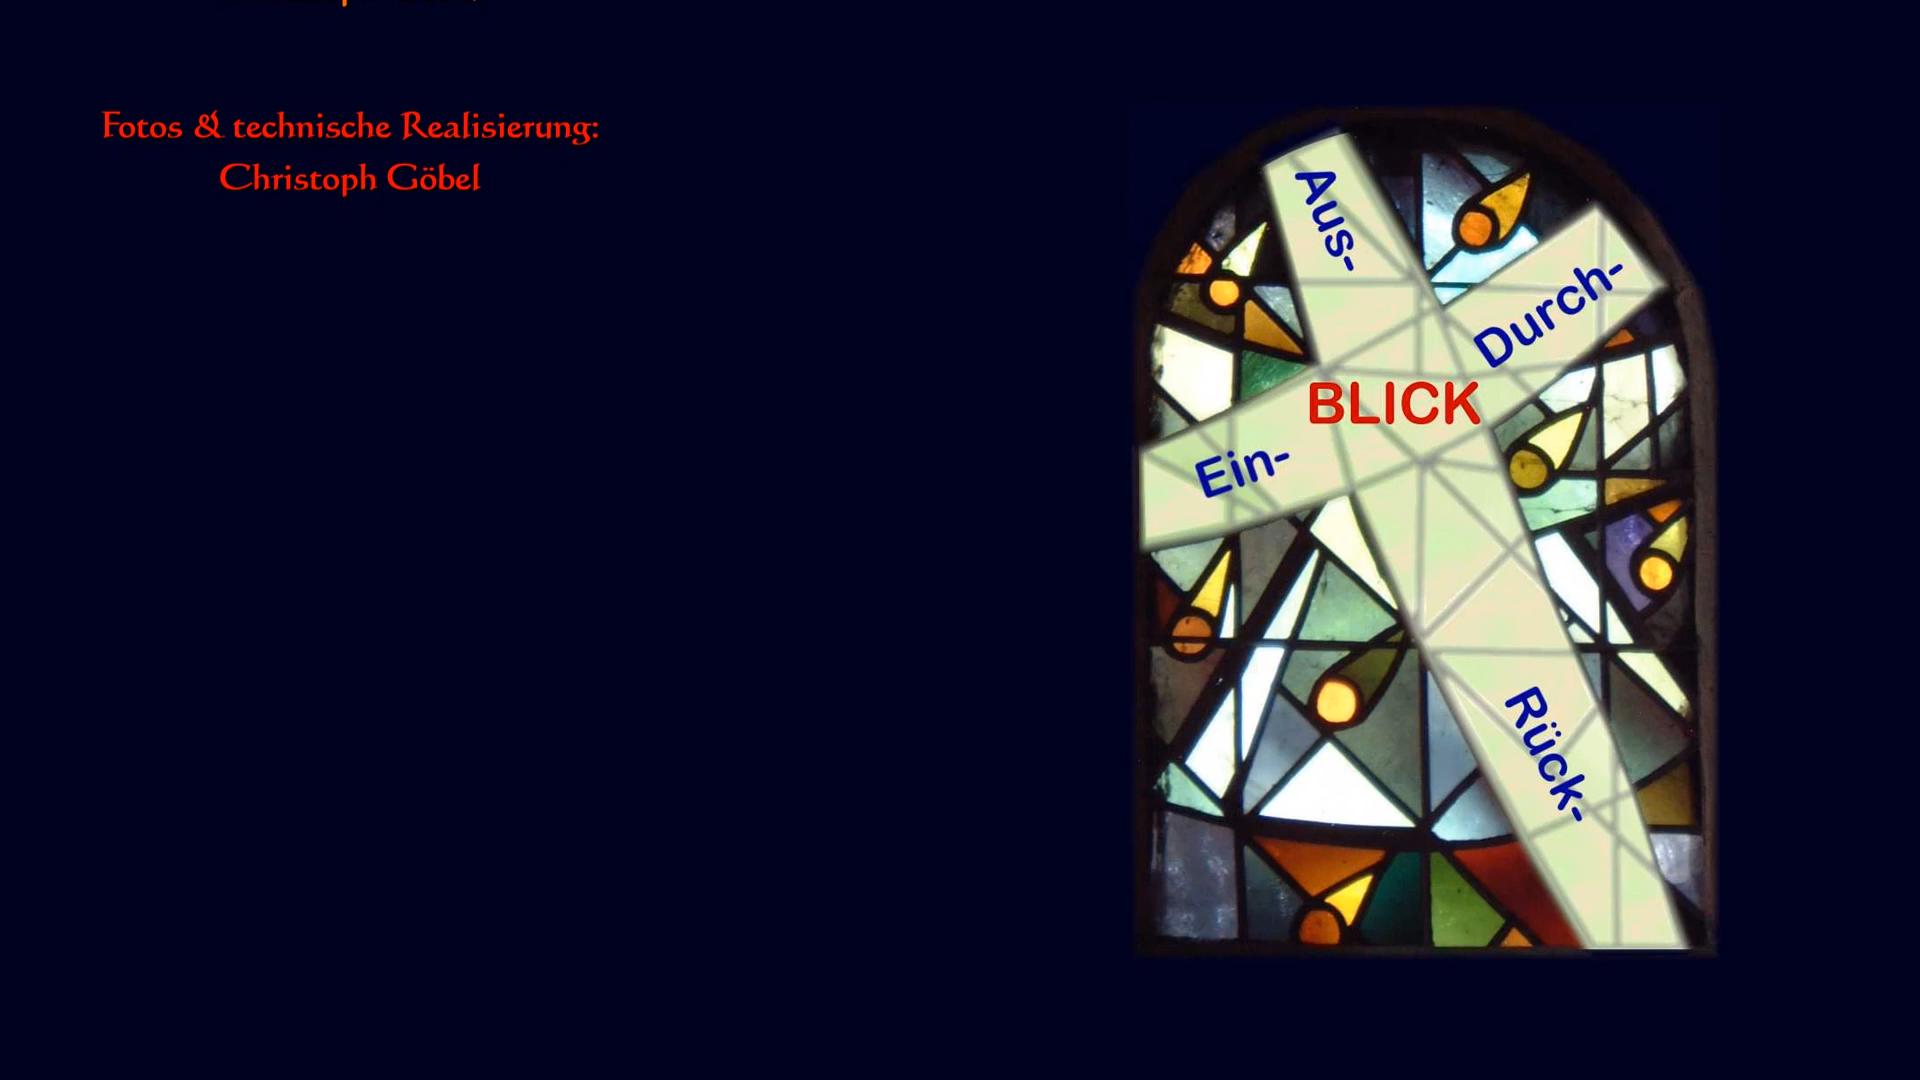 Fotos & technische Realisierung:
Christoph Göbel
Aus-
Durch-
BLICK
Ein-
Rück-